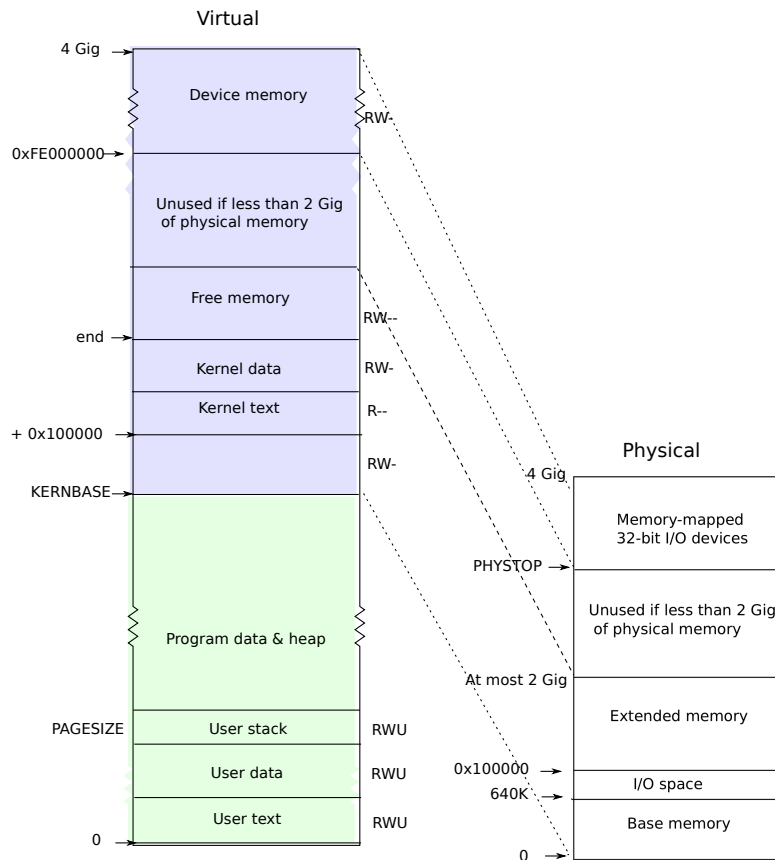 Virtual
4 Gig
Device memory
RW-
0xFE000000
Unused if less than 2 Gig
of physical memory
Free memory
RW--
end
Kernel data
RW-
Kernel text
R--
+ 0x100000
RW-
KERNBASE
Program data & heap
PAGESIZE
User stack
RWU
User data
RWU
User text
RWU
0
Physical
4 Gig
Memory-mapped
32-bit I/O devices
PHYSTOP
Unused if less than 2 Gig
of physical memory
At most 2 Gig
Extended memory
0x100000
I/O space
640K
Base memory
0